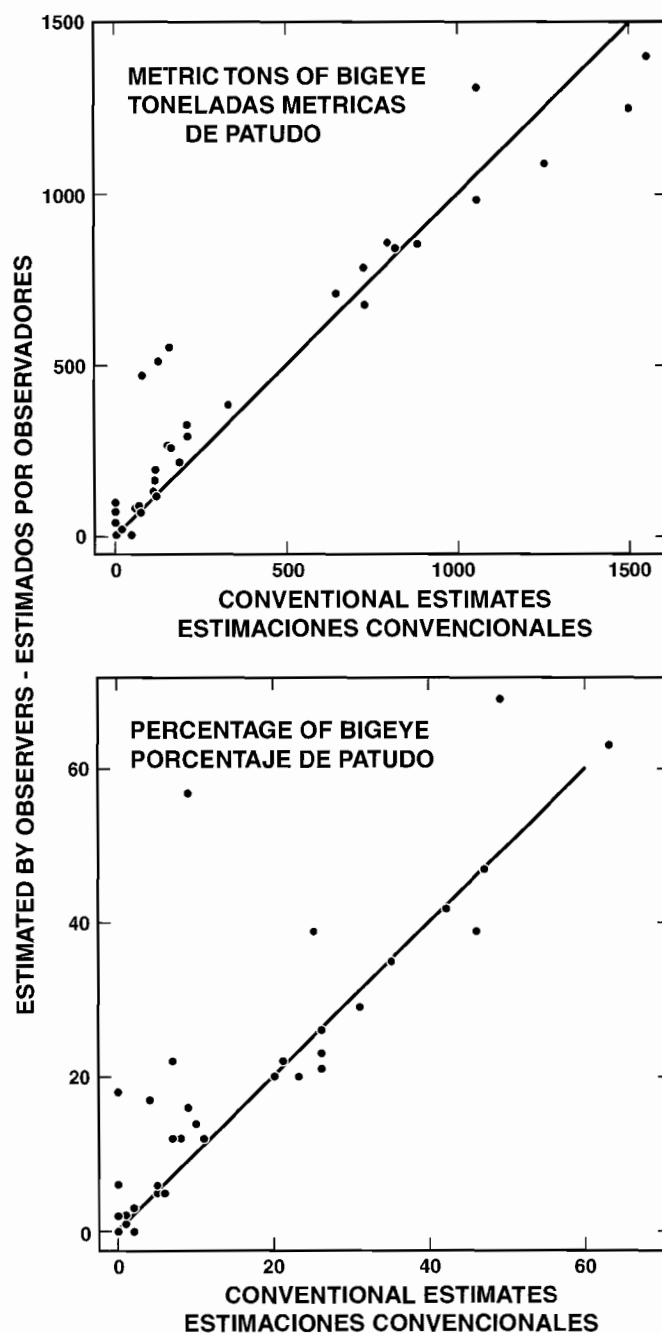 ESTIMATED BY OBSERVERS - ESTIMADOS POR OBSERVADORES
1500
1000
500
0
METRIC TONS OF BIGEYE
TONELADAS METRICAS
DE PATUDO
0 500 1000 1500
CONVENTIONAL ESTIMATES
ESTIMACIONES CONVENCIONALES
60
40
20
0
PERCENTAGE OF BIGEYE
PORCENTAJE DE PATUDO
0 20 40 60
CONVENTIONAL ESTIMATES
ESTIMACIONES CONVENCIONALES